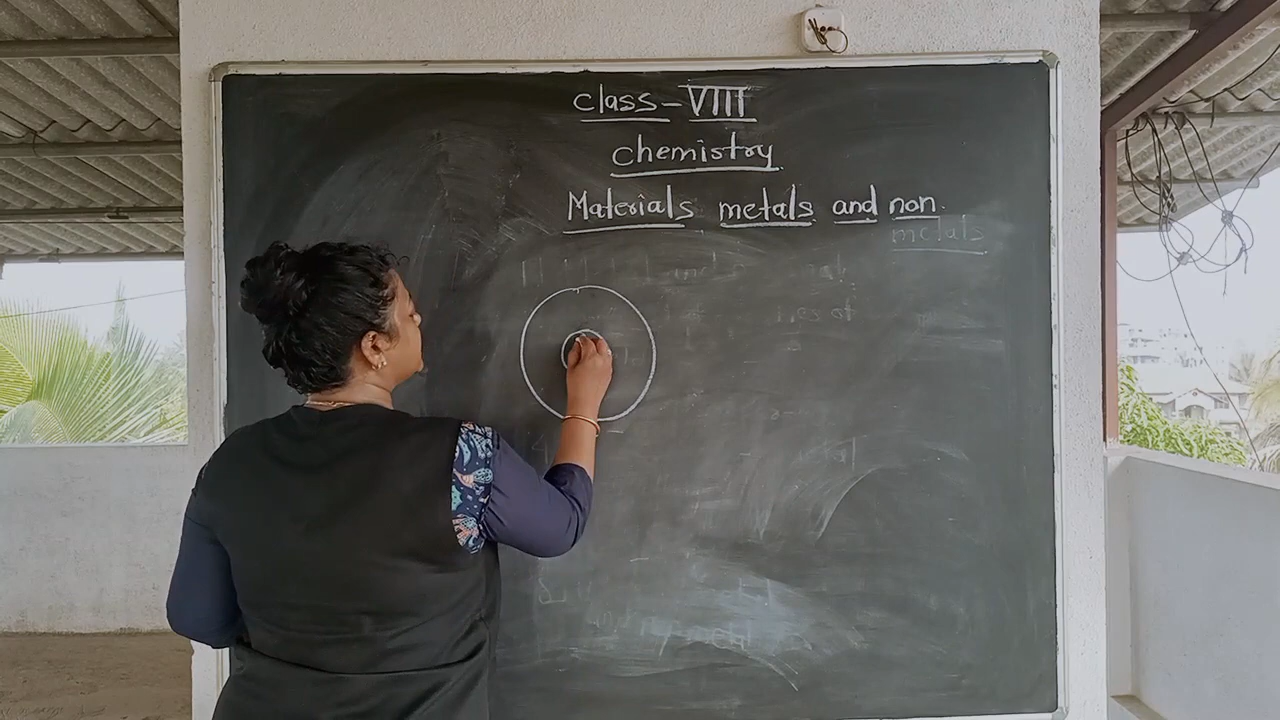 class - VIII
chemistry
Materials metals and non
metals